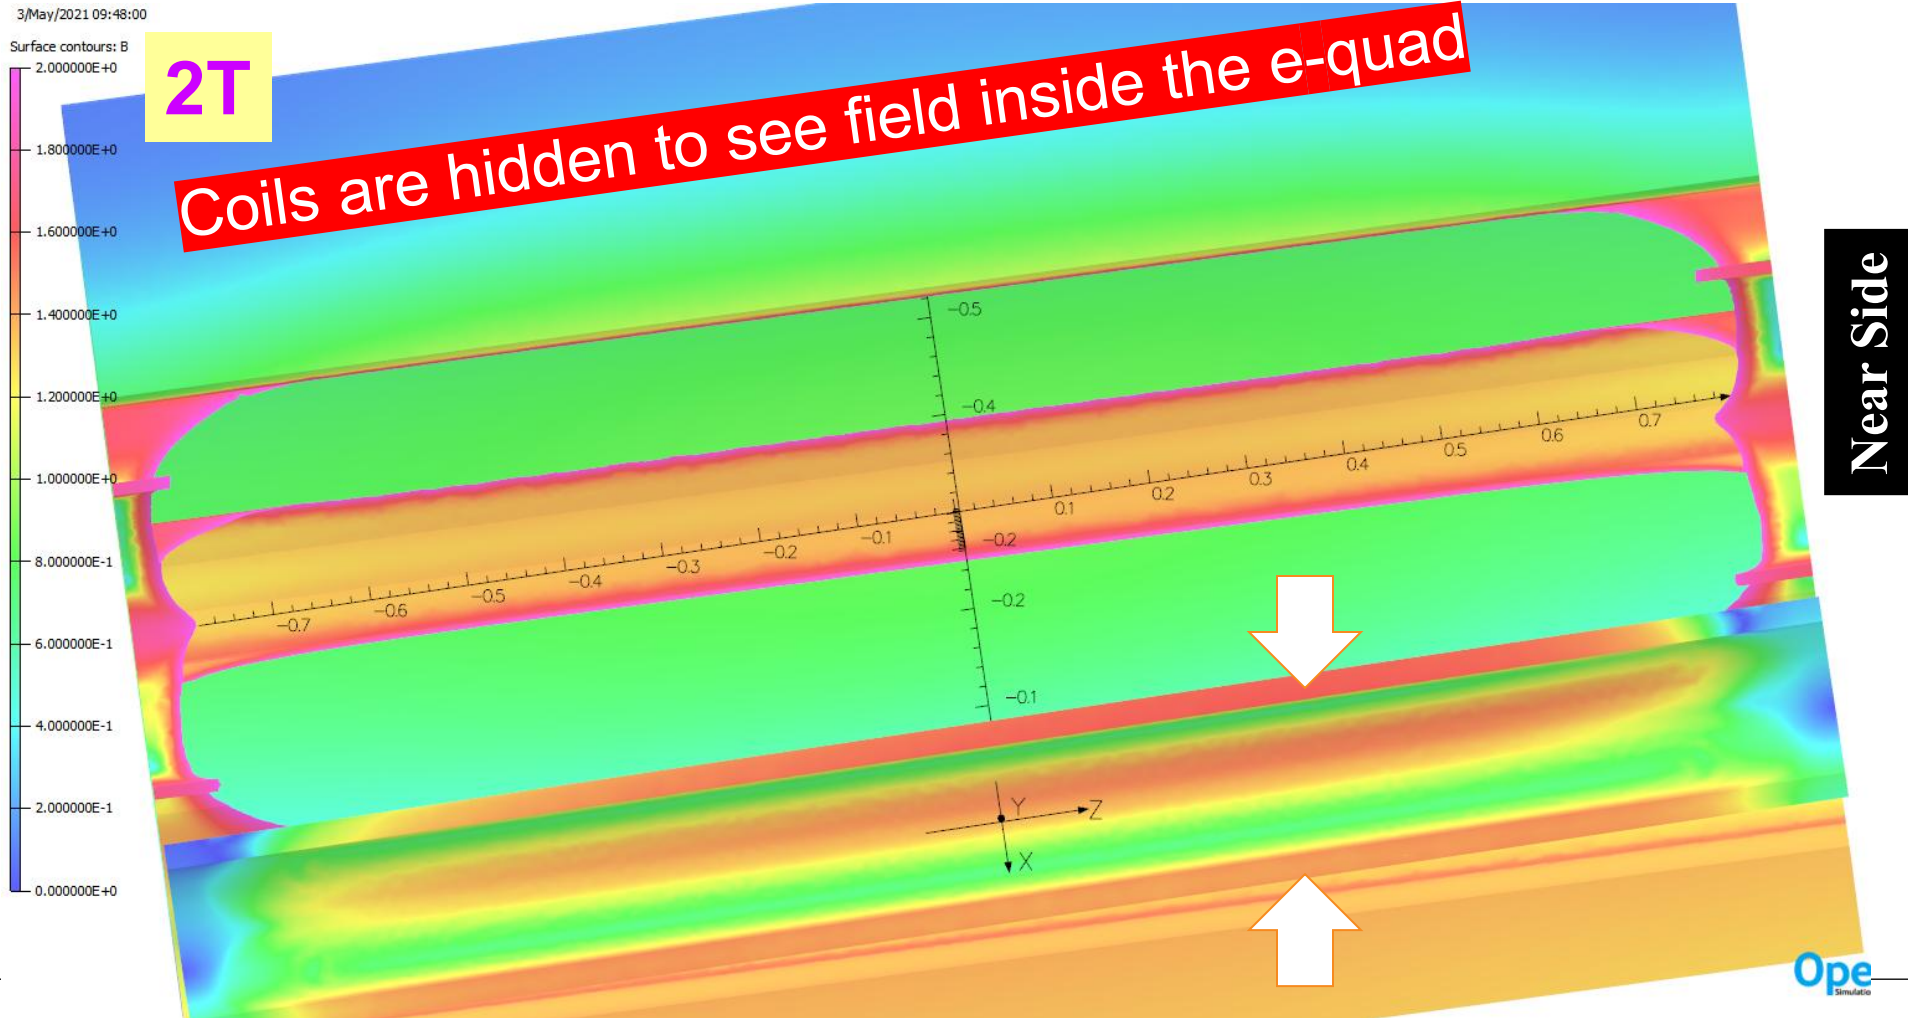 3/May/2021 09:48:00
Surface contours: B
2.000000E+0
1.800000E+0
1.600000E+0
1.400000E+0
1.200000E+0
1.000000E+0
8.000000E-1
6.000000E-1
4.000000E-1
2.000000E-1
0.000000E+0
2T
Coils are hidden to see field inside the e-quad
Near Side
-0.5
-0.4
-0.2
-0.2
-0.1
-0.7
-0.6
-0.5
-0.4
-0.3
-0.2
-0.1
0.1
0.2
0.3
0.4
0.5
0.6
0.7
Y
Z
X
Ope
Simulatio